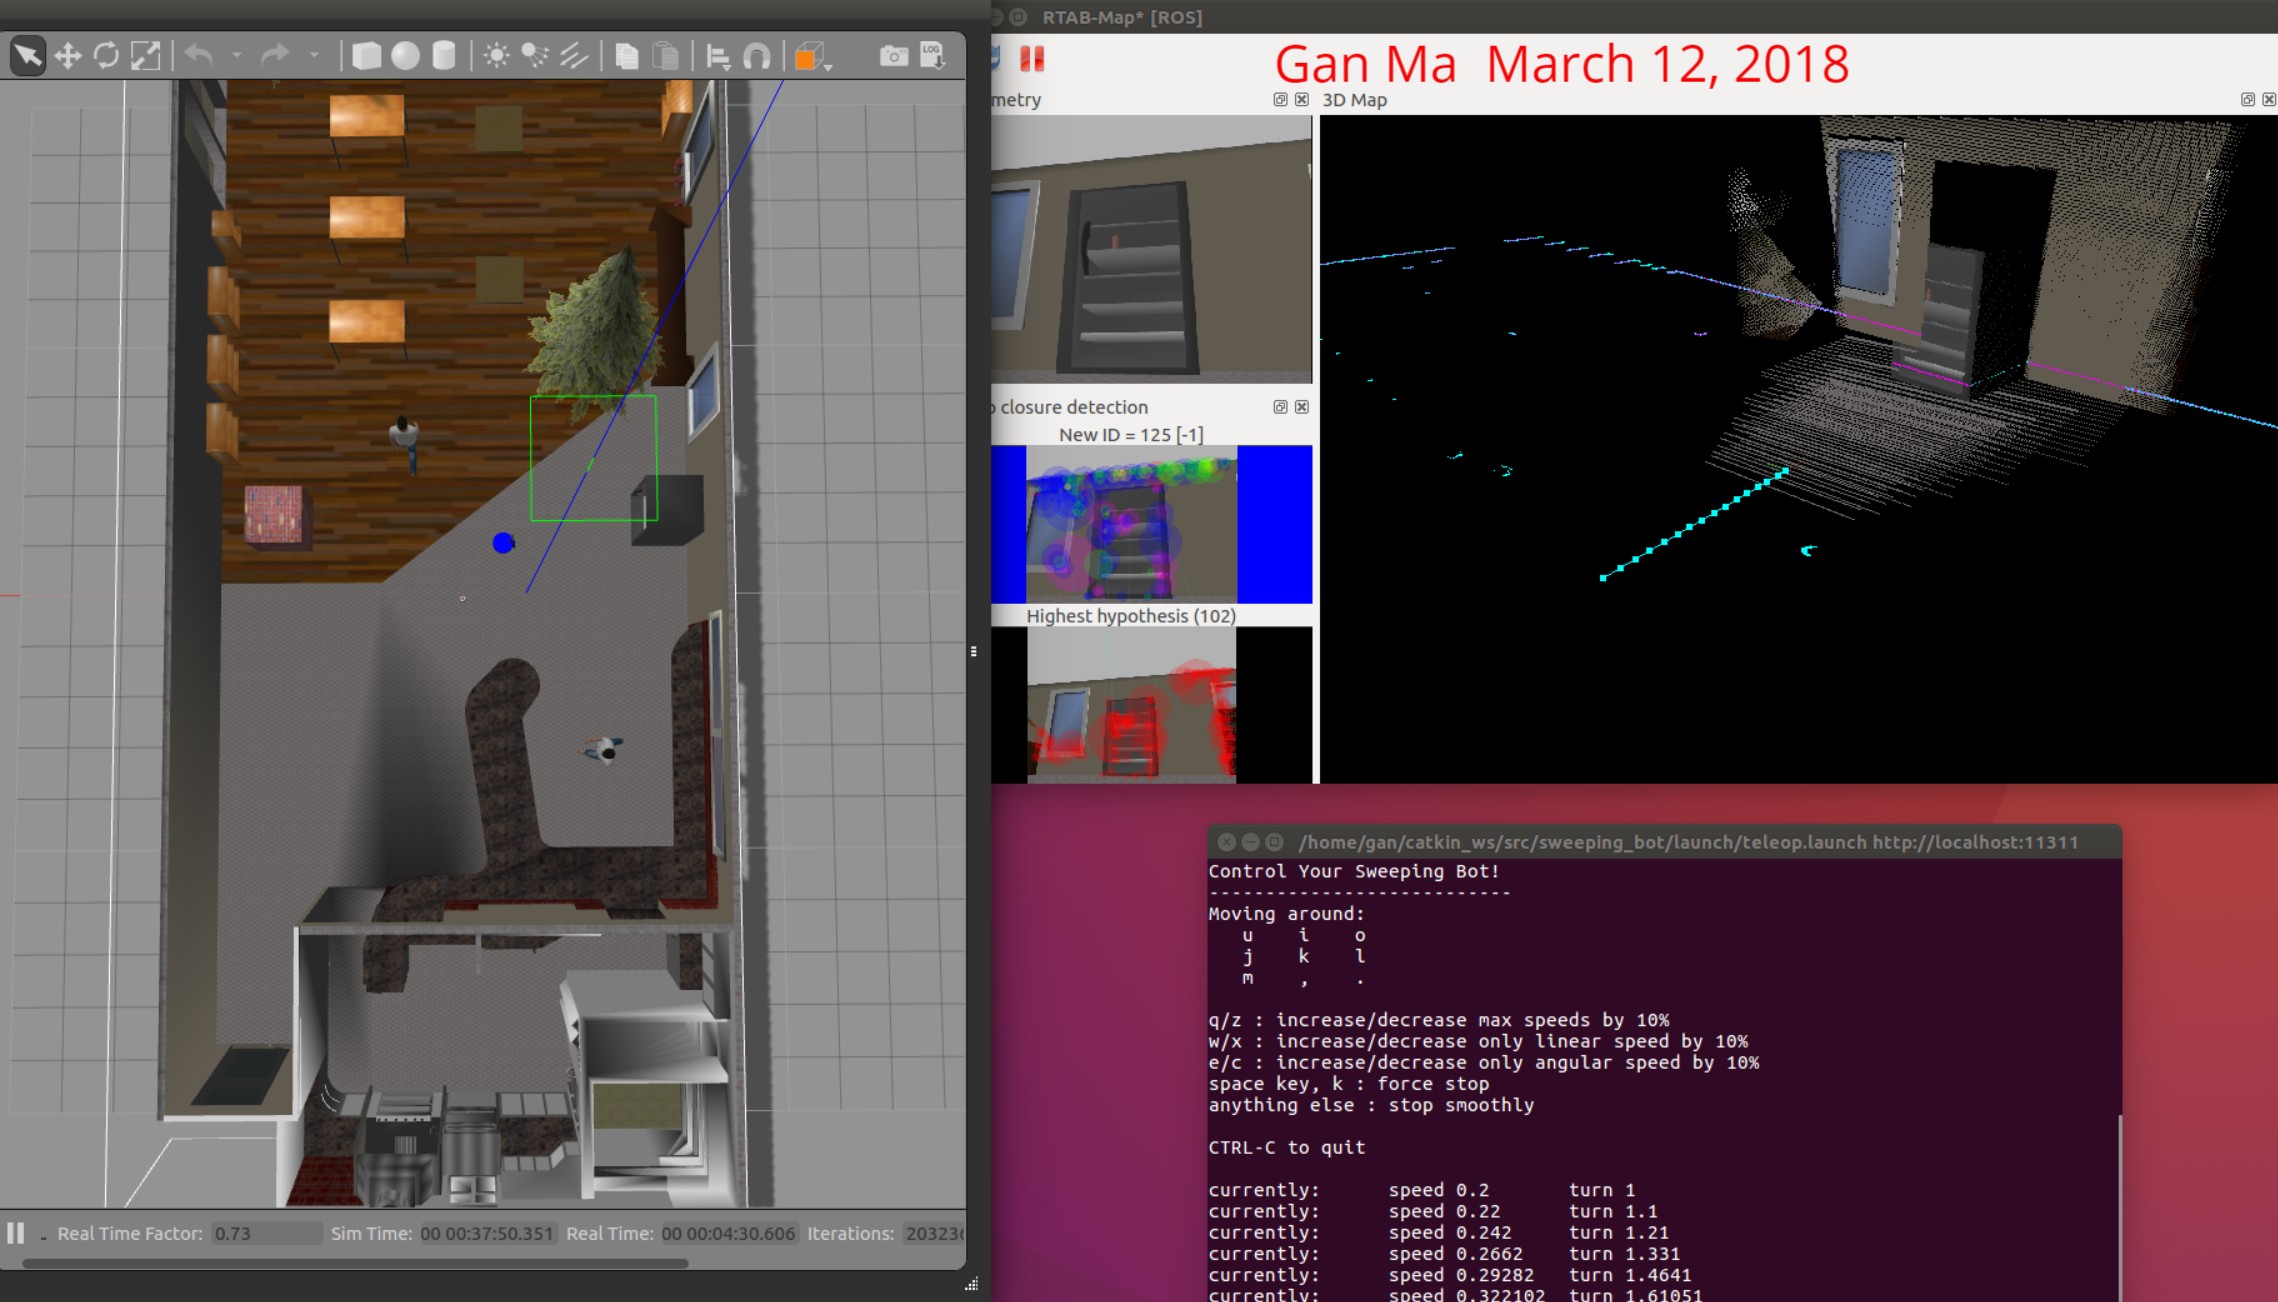 LOG
Real Time Factor: 0.73 Sim Time: 00 00:37:50.351 Real Time: 00 00:04:30.606 Iterations: 20323
RTAB-Map* [ROS]
Gan Ma March 12, 2018
metry
3D Map
closure detection
New ID = 125 [-1]
Highest hypothesis (102)
/home/gan/catkin_ws/src/sweeping_bot/launch/teleop.launch http://localhost:11311
Control Your Sweeping Bot!
---------------------------
Moving around:
u i o
j k l
m , .
q/z : increase/decrease max speeds by 10%
w/x : increase/decrease only linear speed by 10%
e/c : increase/decrease only angular speed by 10%
space key, k : force stop
anything else : stop smoothly
CTRL-C to quit
currently: speed 0.2 turn 1
currently: speed 0.22 turn 1.1
currently: speed 0.242 turn 1.21
currently: speed 0.2662 turn 1.331
currently: speed 0.29282 turn 1.4641
currently: speed 0.322102 turn 1.61051